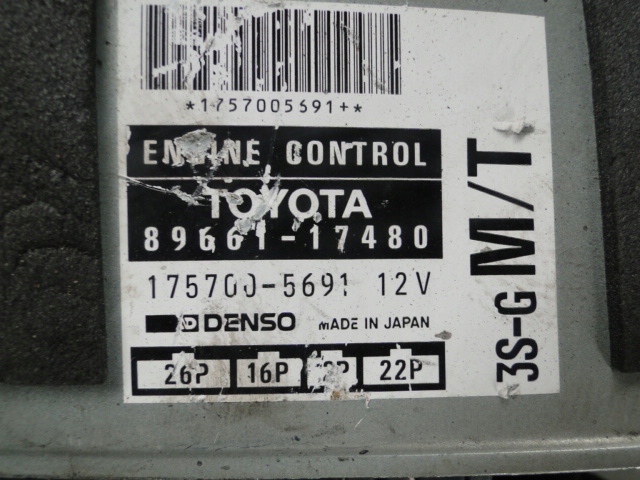 *1757005691+*
ENGINE CONTROL
TOYOTA
89661-17480
175700-5691 12V
DENSO MADE IN JAPAN
26P 16P 22P
3S-G M/T